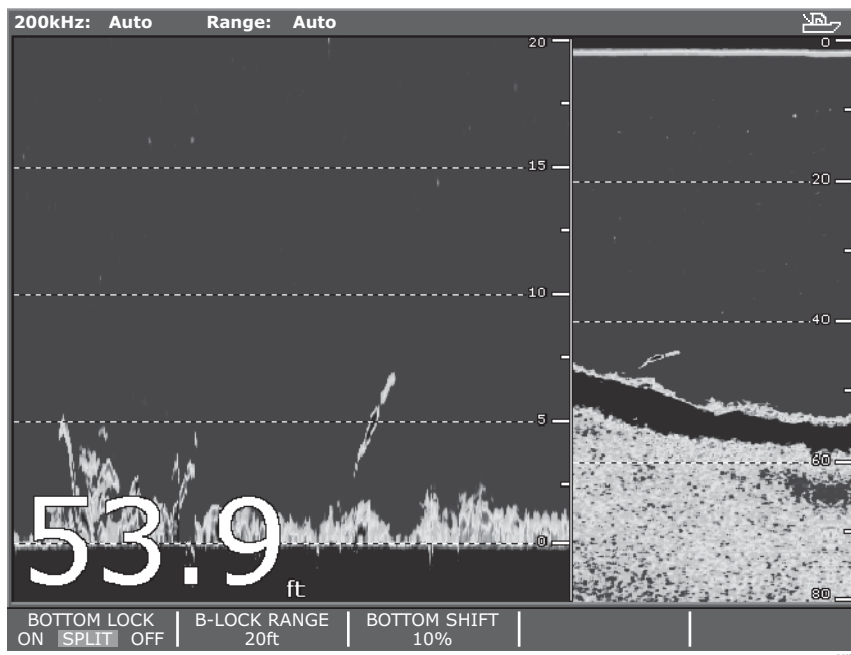 200kHz: Auto Range: Auto
20
15
10
5
0
0
20
40
60
80
53.9 ft
BOTTOM LOCK
ON SPLIT OFF
B-LOCK RANGE
20ft
BOTTOM SHIFT
10%